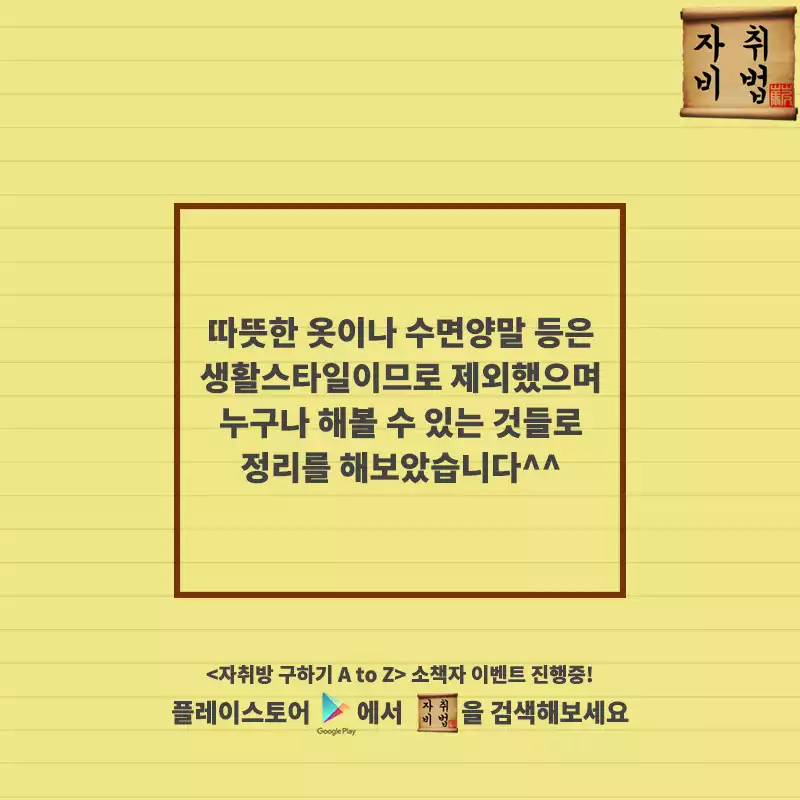 자취
비법
따뜻한 옷이나 수면양말 등은
생활스타일이므로 제외했으며
누구나 해볼 수 있는 것들로
정리를 해보았습니다^^
<자취방 구하기 A to Z> 소책자 이벤트 진행중!
플레이스토어 Google Play 에서 자취비법 을 검색해보세요